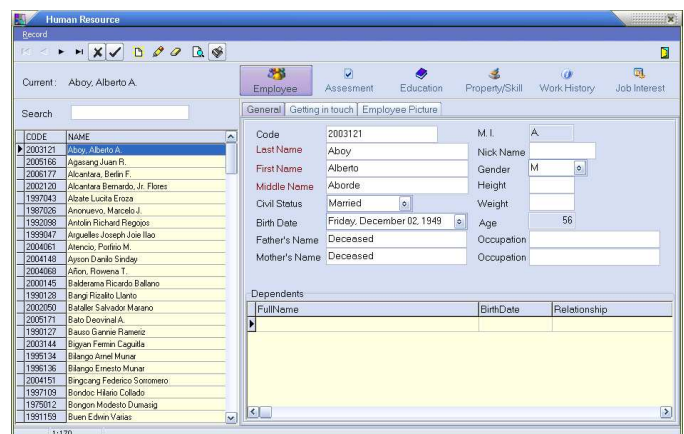 Human Resource
Record
Current: Aboy, Alberto A.
Employee Assesment Education Property/Skill Work History Job Interest
Search
General Getting in touch Employee Picture
CODE NAME
2003121 Aboy, Alberto A.
2005166 Agasang Juan R.
2006177 Alcantara, Berlin F.
2002120 Alcantara Bernardo, Jr. Flores
1997043 Alzate Lucita Eroza
1987026 Anonuevo, Marcelo J.
1992098 Antolin Richard Regojos
1999047 Arguelles Joseph Joie Ilao
2004061 Atencio, Porfirio M.
2004148 Ayson Danilo Sinday
2004068 Añon, Rowena T.
2000145 Balderama Ricardo Ballano
1990128 Bangi Rizalito Llanto
2002050 Bataller Salvador Marano
2005171 Bato Deovinal A.
1990127 Bauso Gannie Rameriz
2003144 Bigyan Fermin Caguitla
1995134 Bilango Arnel Munar
1996136 Bilango Ernesto Munar
2004151 Bingcang Federico Sorromero
1997109 Bondoc Hilario Collado
1975012 Bongon Modesto Dumasig
1991159 Buen Edwin Varias
Code 2003121 M. I. A.
Last Name Aboy Nick Name
First Name Alberto Gender M
Middle Name Aborde Height
Civil Status Married Weight
Birth Date Friday, December 02, 1949 Age 56
Father's Name Deceased Occupation
Mother's Name Deceased Occupation
Dependents
FullName BirthDate Relationship
1:170